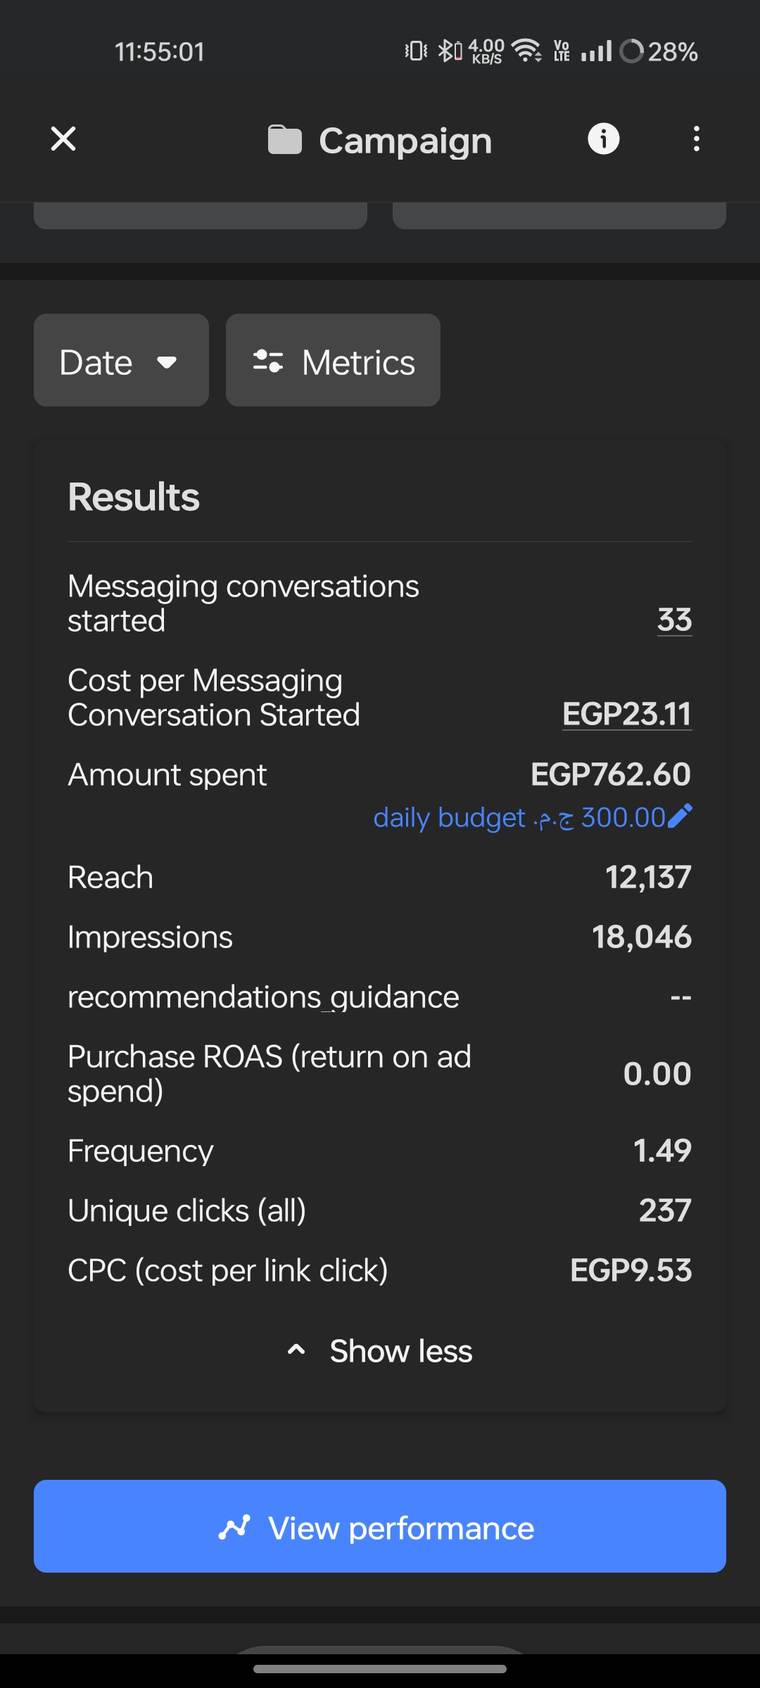 11:55:01
4.00 KB/S Vo LTE 28%
Campaign
Date
Metrics
Results
Messaging conversations
started
33
Cost per Messaging
Conversation Started
EGP23.11
Amount spent
EGP762.60
daily budget ج.م.‏ 300.00
Reach
12,137
Impressions
18,046
recommendations_guidance
--
Purchase ROAS (return on ad
spend)
0.00
Frequency
1.49
Unique clicks (all)
237
CPC (cost per link click)
EGP9.53
Show less
View performance